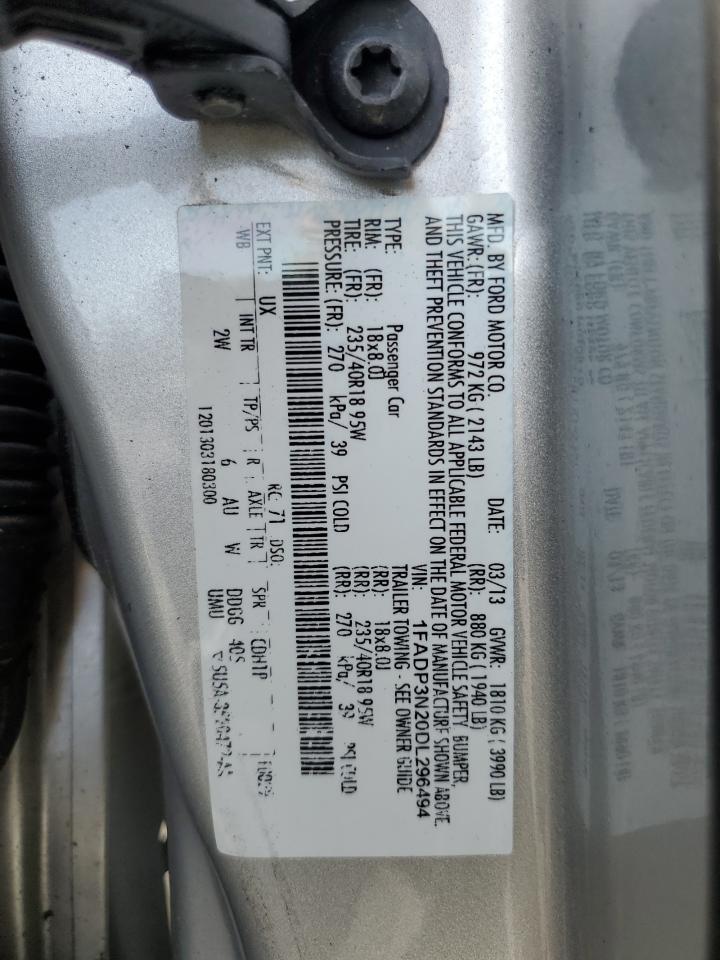 MFD. BY FORD MOTOR CO. DATE: 03/13 GVWR: 1810 KG ( 3990 LB)
GAWR: (FR): 972 KG ( 2143 LB) (RR): 880 KG ( 1940 LB)
THIS VEHICLE CONFORMS TO ALL APPLICABLE FEDERAL MOTOR VEHICLE SAFETY, BUMPER,
AND THEFT PREVENTION STANDARDS IN EFFECT ON THE DATE OF MANUFACTURE SHOWN ABOVE.
VIN: 1FADP3N20DL296494
TYPE: Passenger Car TRAILER TOWING - SEE OWNER GUIDE
RIM: (FR): 18x8.0J (RR): 18x8.0J
TIRE: (FR): 235/40R18 95W (RR): 235/40R18 95W
PRESSURE: (FR): 270 kPa/ 39 PSI COLD (RR): 270 kPa/ 39 PSI COLD
EXT PNT: UX RC: 71 DSO:
WB INT TR TP/PS R AXLE TR SPR
2W 6 AU W DDGG UMU
1201303180300